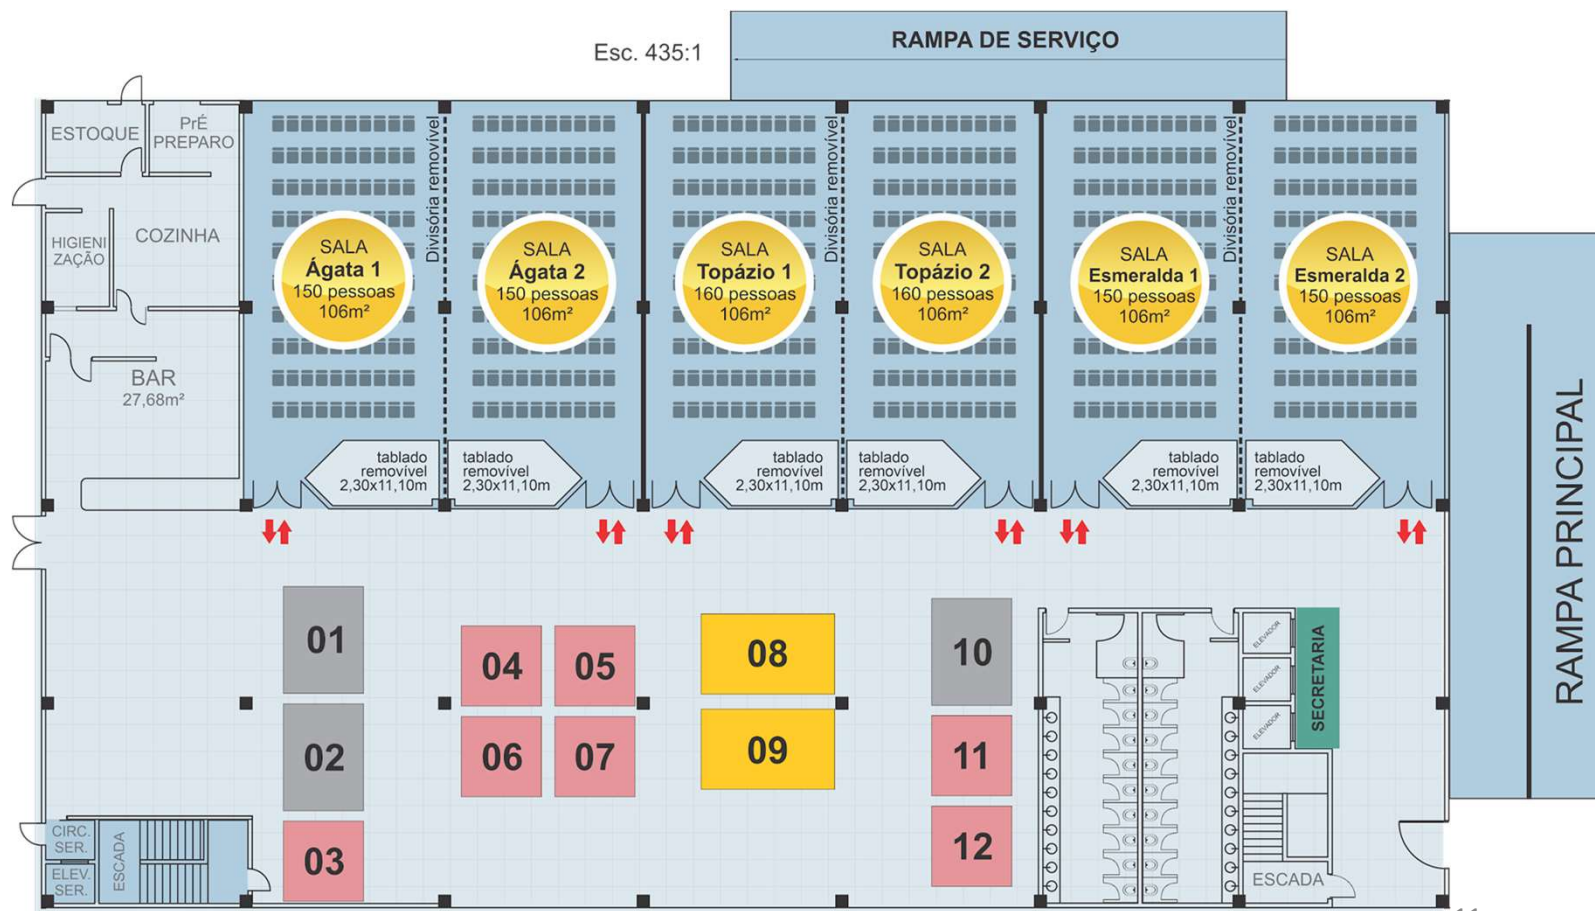 Esc. 435:1
RAMPA DE SERVIÇO
ESTOQUE
PrÉ
PREPARO
HIGIENI
ZAÇÃO
COZINHA
BAR
27,68m²
SALA
Ágata 1
150 pessoas
106m²
Divisória removível
SALA
Ágata 2
150 pessoas
106m²
SALA
Topázio 1
160 pessoas
106m²
Divisória removível
SALA
Topázio 2
160 pessoas
106m²
SALA
Esmeralda 1
150 pessoas
106m²
Divisória removível
SALA
Esmeralda 2
150 pessoas
106m²
tablado
removível
2,30x11,10m
tablado
removível
2,30x11,10m
tablado
removível
2,30x11,10m
tablado
removível
2,30x11,10m
tablado
removível
2,30x11,10m
tablado
removível
2,30x11,10m
RAMPA PRINCIPAL
01
02
03
04
05
06
07
08
09
10
11
12
ELEVADOR
ELEVADOR
ELEVADOR
SECRETARIA
CIRC.
SER.
ELEV.
SER.
ESCADA
ESCADA